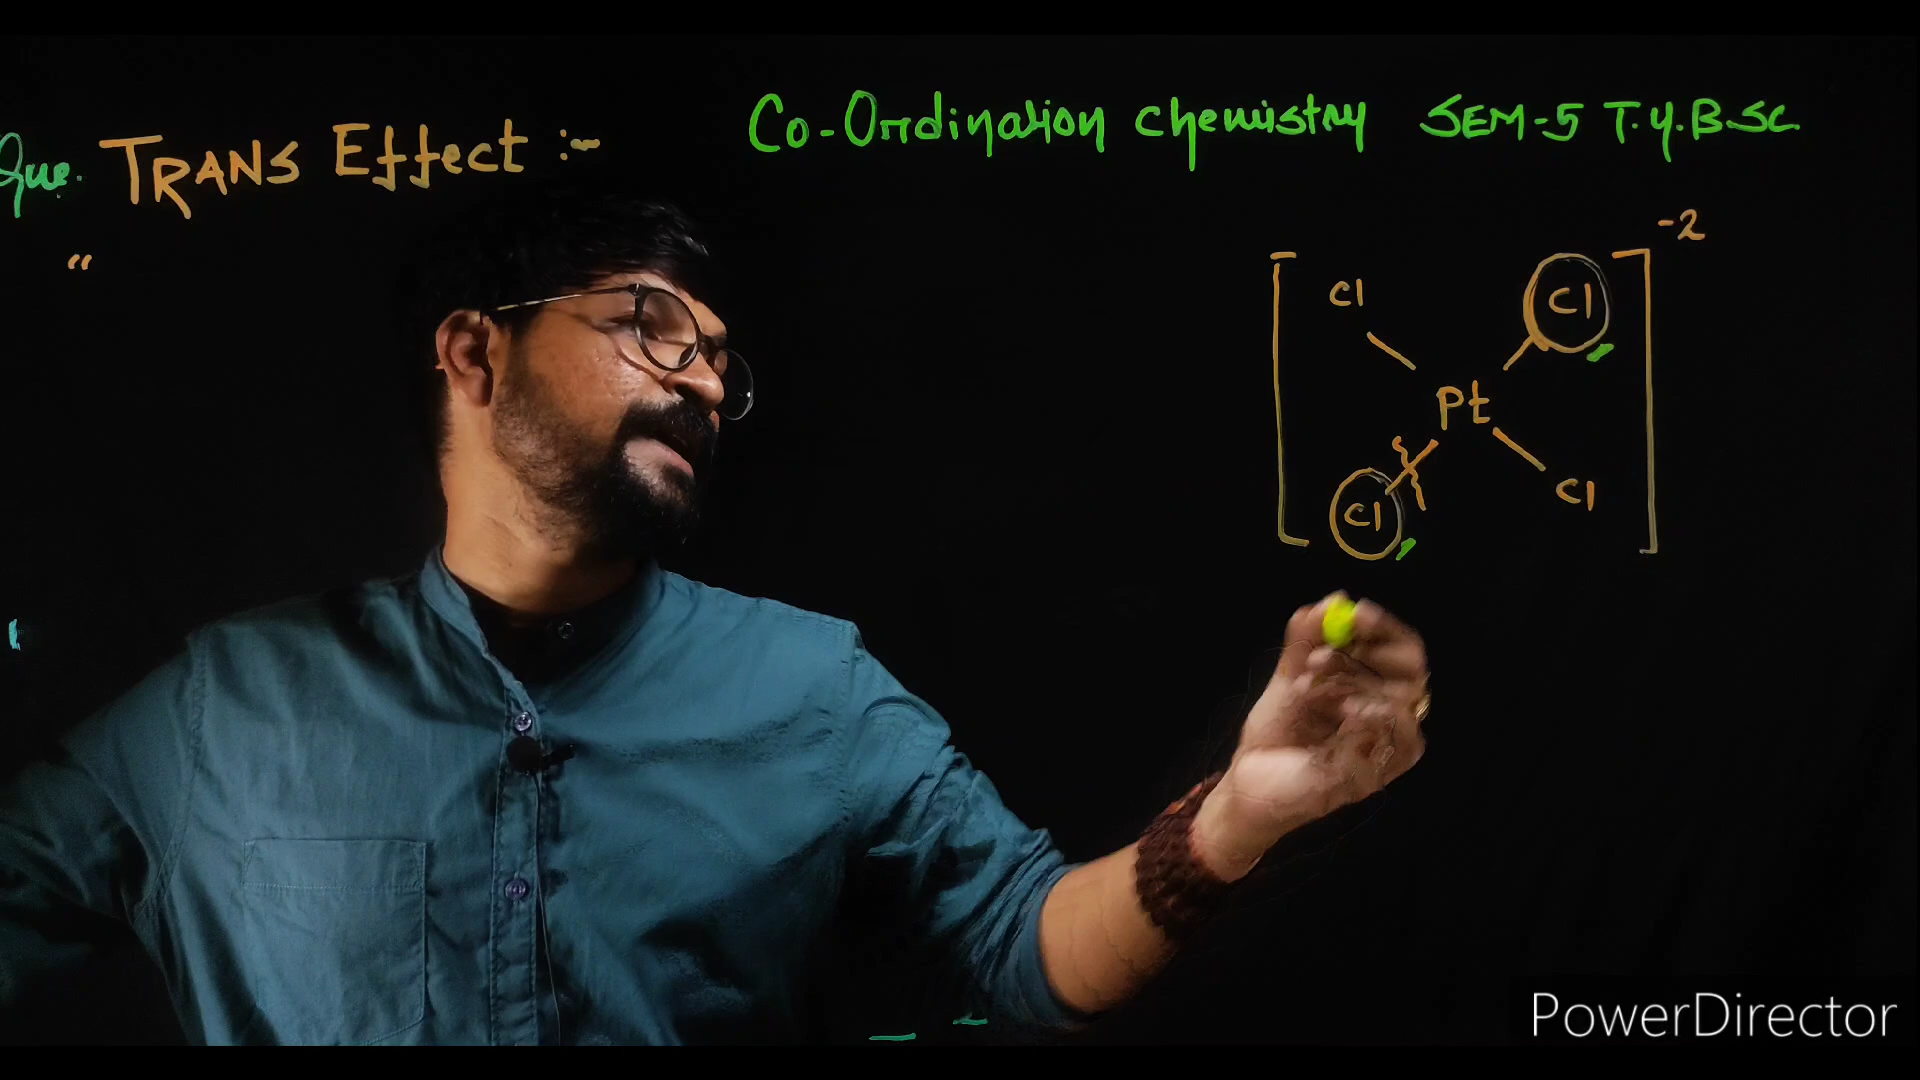 Co-Ordination chemistry SEM-5 T.Y.B.Sc.
Que. TRANS Effect :-
“
-2
Cl Cl
Pt
Cl Cl
PowerDirector